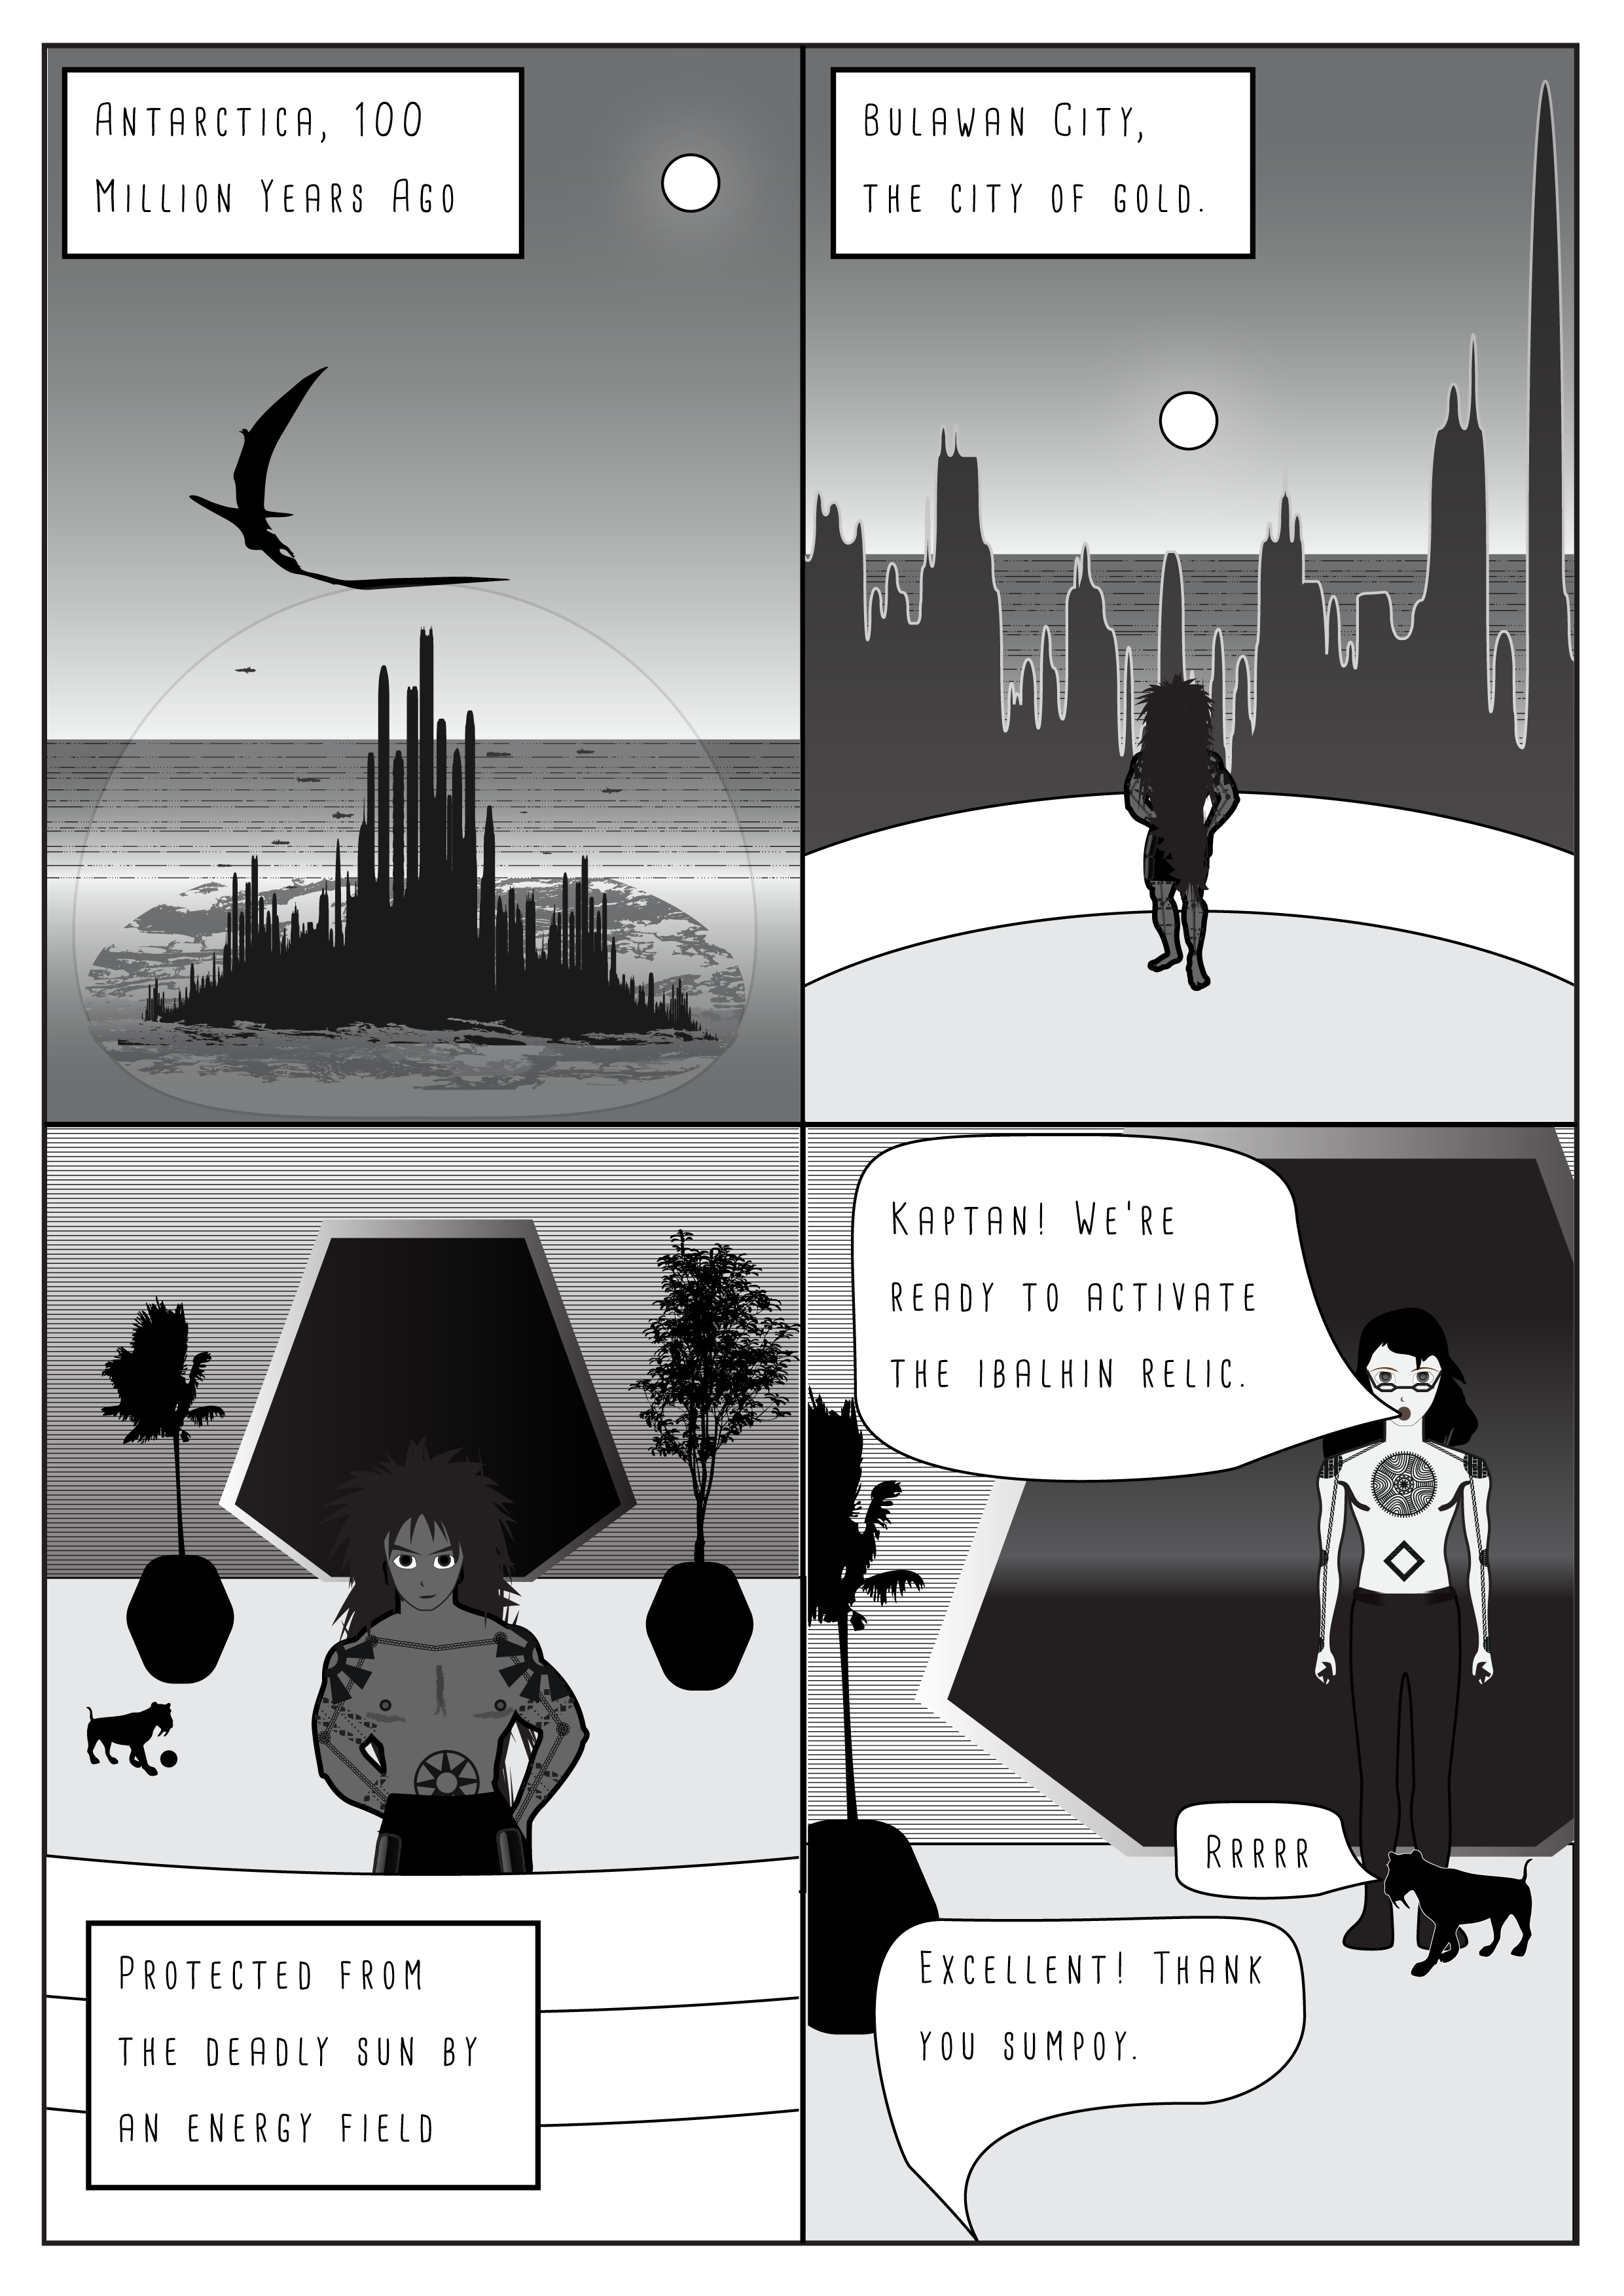 Antarctica, 100
Million Years Ago
Bulawan City,
the city of gold.
Protected from
the deadly sun by
an energy field
Kaptan! We're
ready to activate
the ibalhin relic.
Rrrrr
Excellent! Thank
you sumpoy.